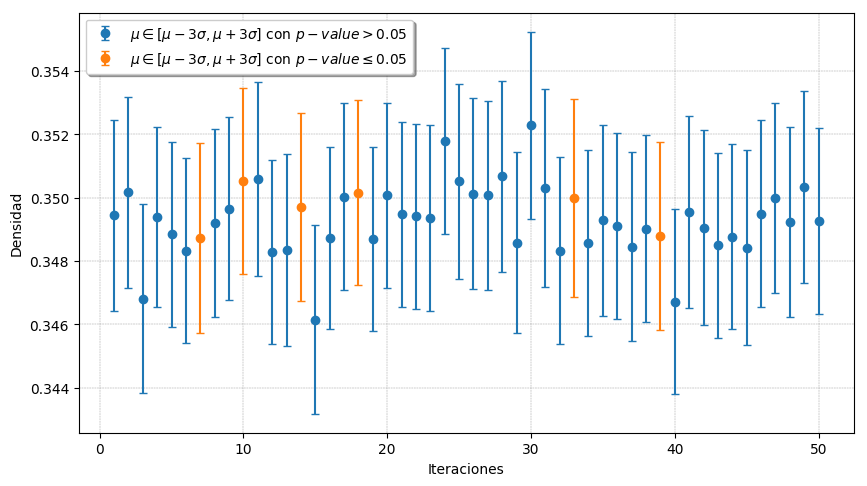 μ ∈ [μ − 3σ, μ + 3σ] con p − value > 0.05
μ ∈ [μ − 3σ, μ + 3σ] con p − value ≤ 0.05
0.354
0.352
0.350
0.348
0.346
0.344
Densidad
0 10 20 30 40 50
Iteraciones